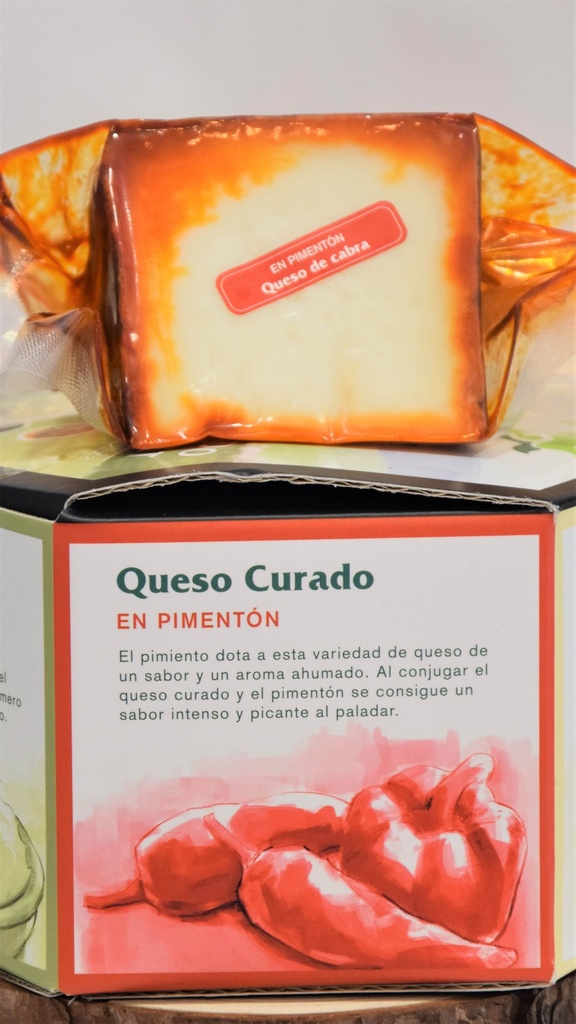 EN PIMENTÓN
Queso de cabra
Queso Curado
EN PIMENTÓN
El pimiento dota a esta variedad de queso de
un sabor y un aroma ahumado. Al conjugar el
queso curado y el pimentón se consigue un
sabor intenso y picante al paladar.